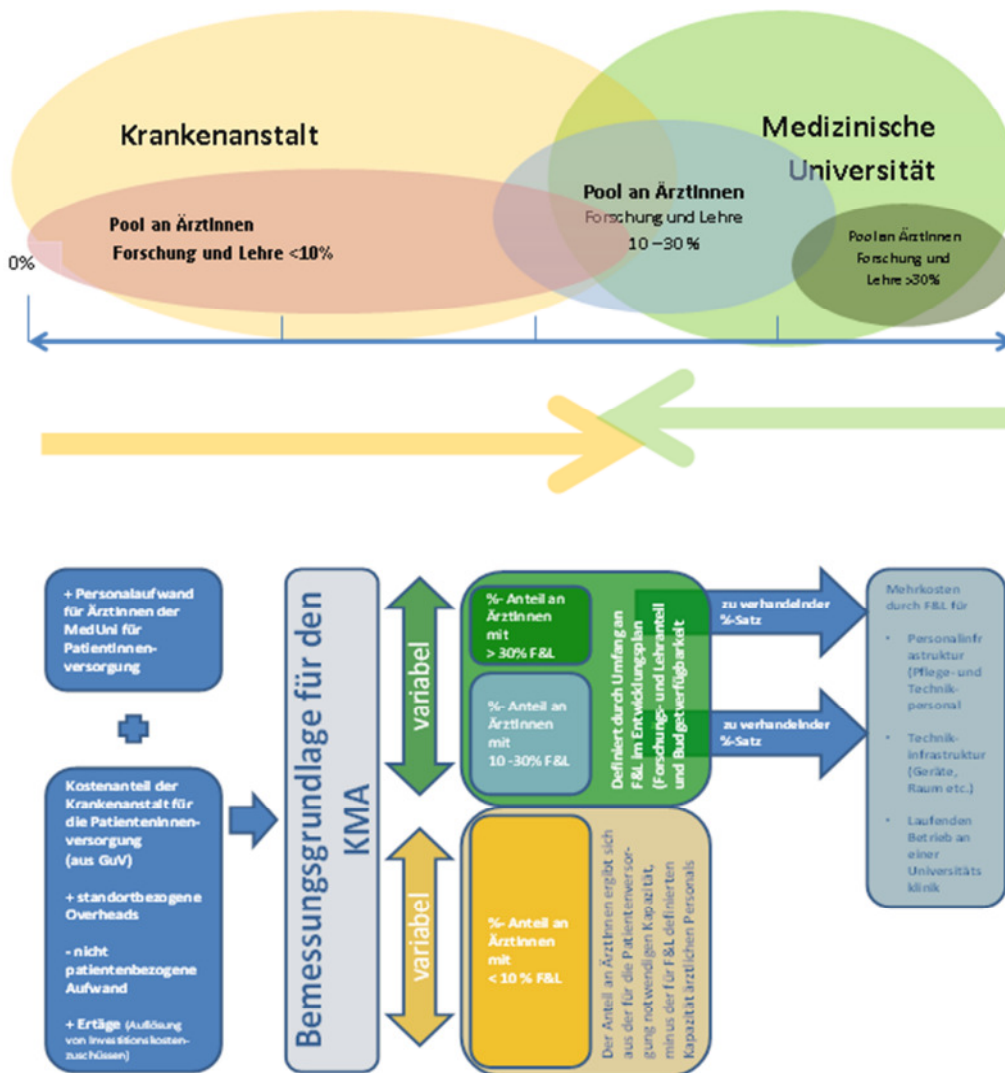 Krankenanstalt
Medizinische
Universität
Pool an ÄrztInnen
Forschung und Lehre <10%
Pool an ÄrztInnen
Forschung und Lehre
10 – 30 %
Pool an ÄrztInnen
Forschung und
Lehre >30%
0%
+ Personalaufwand
für ÄrztInnen der
MedUni für
PatientInnen-
versorgung
Kostenanteil der
Krankenanstalt für
die PatientenInnen-
versorgung
(aus GuV)
+ standortbezogene
Overheads
- nicht
patientenbezogene
Aufwand
+ Ertäge (Auflösung
von Investitionskosten-
zuschüssen)
Bemessungsgrundlage für den
KMA
variabel
variabel
%- Anteil an
ÄrztInnen
mit
> 30% F&L
%- Anteil an
ÄrztInnen
mit
10 -30% F&L
Definiert durch Umfang an
F&L im Entwicklungsplan
(Forschungs- und Lehranteil
und Budgetverfügbarkeit
%- Anteil an
ÄrztInnen
mit
< 10 % F&L
Der Anteil an ÄrztInnen ergibt sich
aus der für die Patientenversor-
gung notwendigen Kapazität,
minus der für F&L definierten
Kapazität ärztlichen Personals
zu verhandelnder
%-Satz
zu verhandelnder
%-Satz
Mehrkosten
durch F&L für
• Personalinfr
astruktur
(Pflege- und
Technik-
personal
• Technik-
infrastruktur
(Geräte,
Raum etc.)
• Laufenden
Betrieb an
einer
Universitäts
klinik